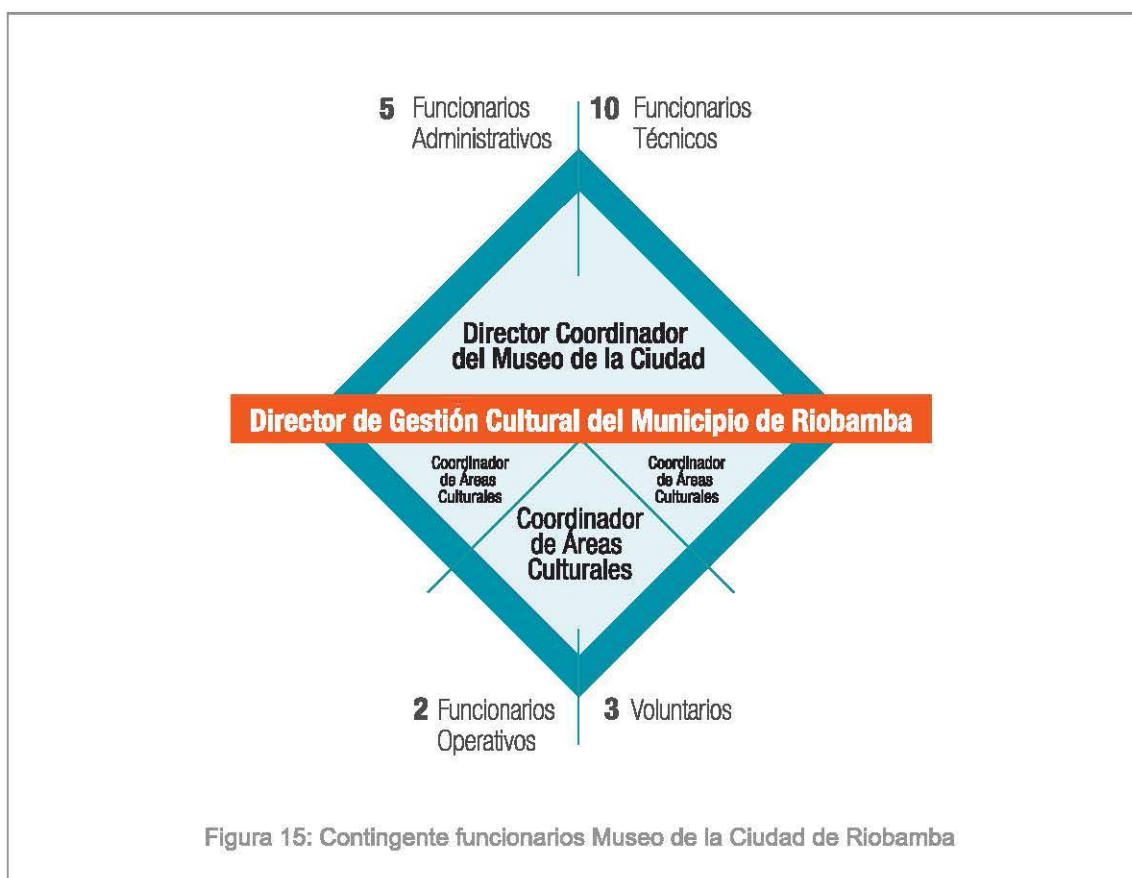 5 Funcionarios
Administrativos
10 Funcionarios
Técnicos
Director Coordinador
del Museo de la Ciudad
Director de Gestión Cultural del Municipio de Riobamba
Coordinador
de Áreas
Culturales
Coordinador
de Áreas
Culturales
Coordinador
de Áreas
Culturales
2 Funcionarios
Operativos
3 Voluntarios
Figura 15: Contingente funcionarios Museo de la Ciudad de Riobamba